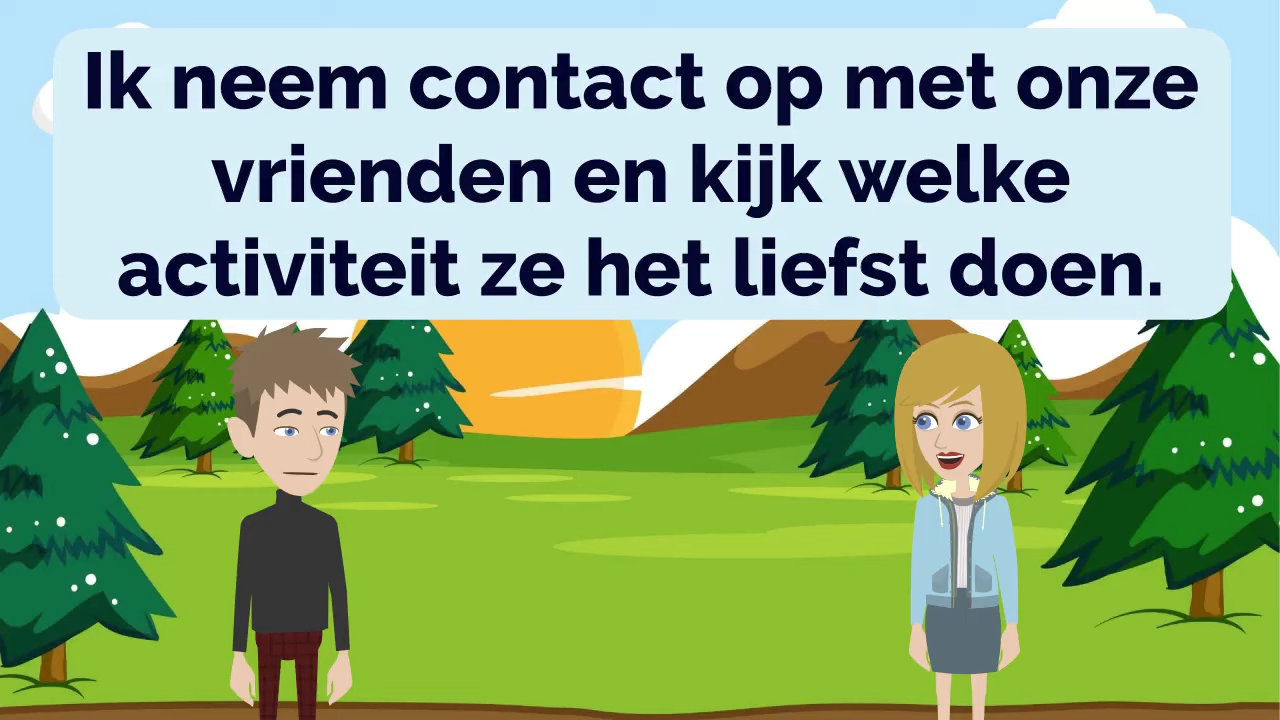 Ik neem contact op met onze
vrienden en kijk welke
activiteit ze het liefst doen.